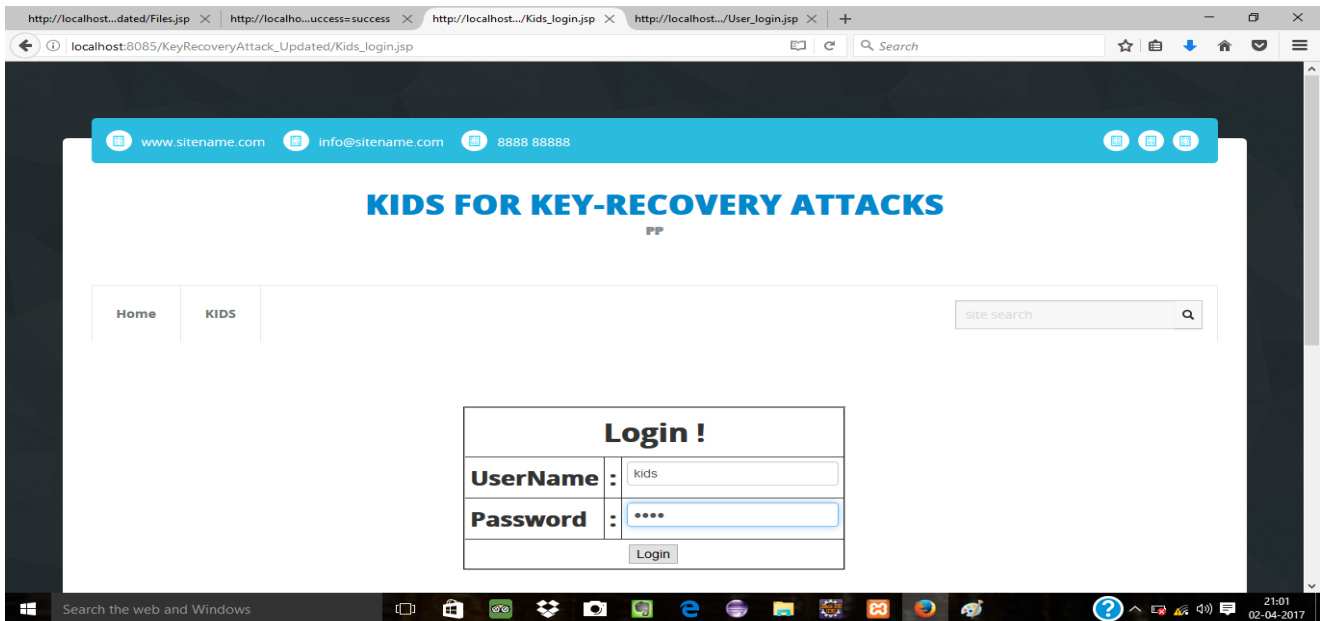 http://localhost...dated/Files.jsp http://localho...uccess=success http://localhost.../Kids_login.jsp http://localhost.../User_login.jsp
localhost:8085/KeyRecoveryAttack_Updated/Kids_login.jsp Search
www.sitename.com info@sitename.com 8888 88888
KIDS FOR KEY-RECOVERY ATTACKS
PP
Home KIDS site search
Login !
UserName : kids
Password : ••••
Login
Search the web and Windows 21:01
02-04-2017